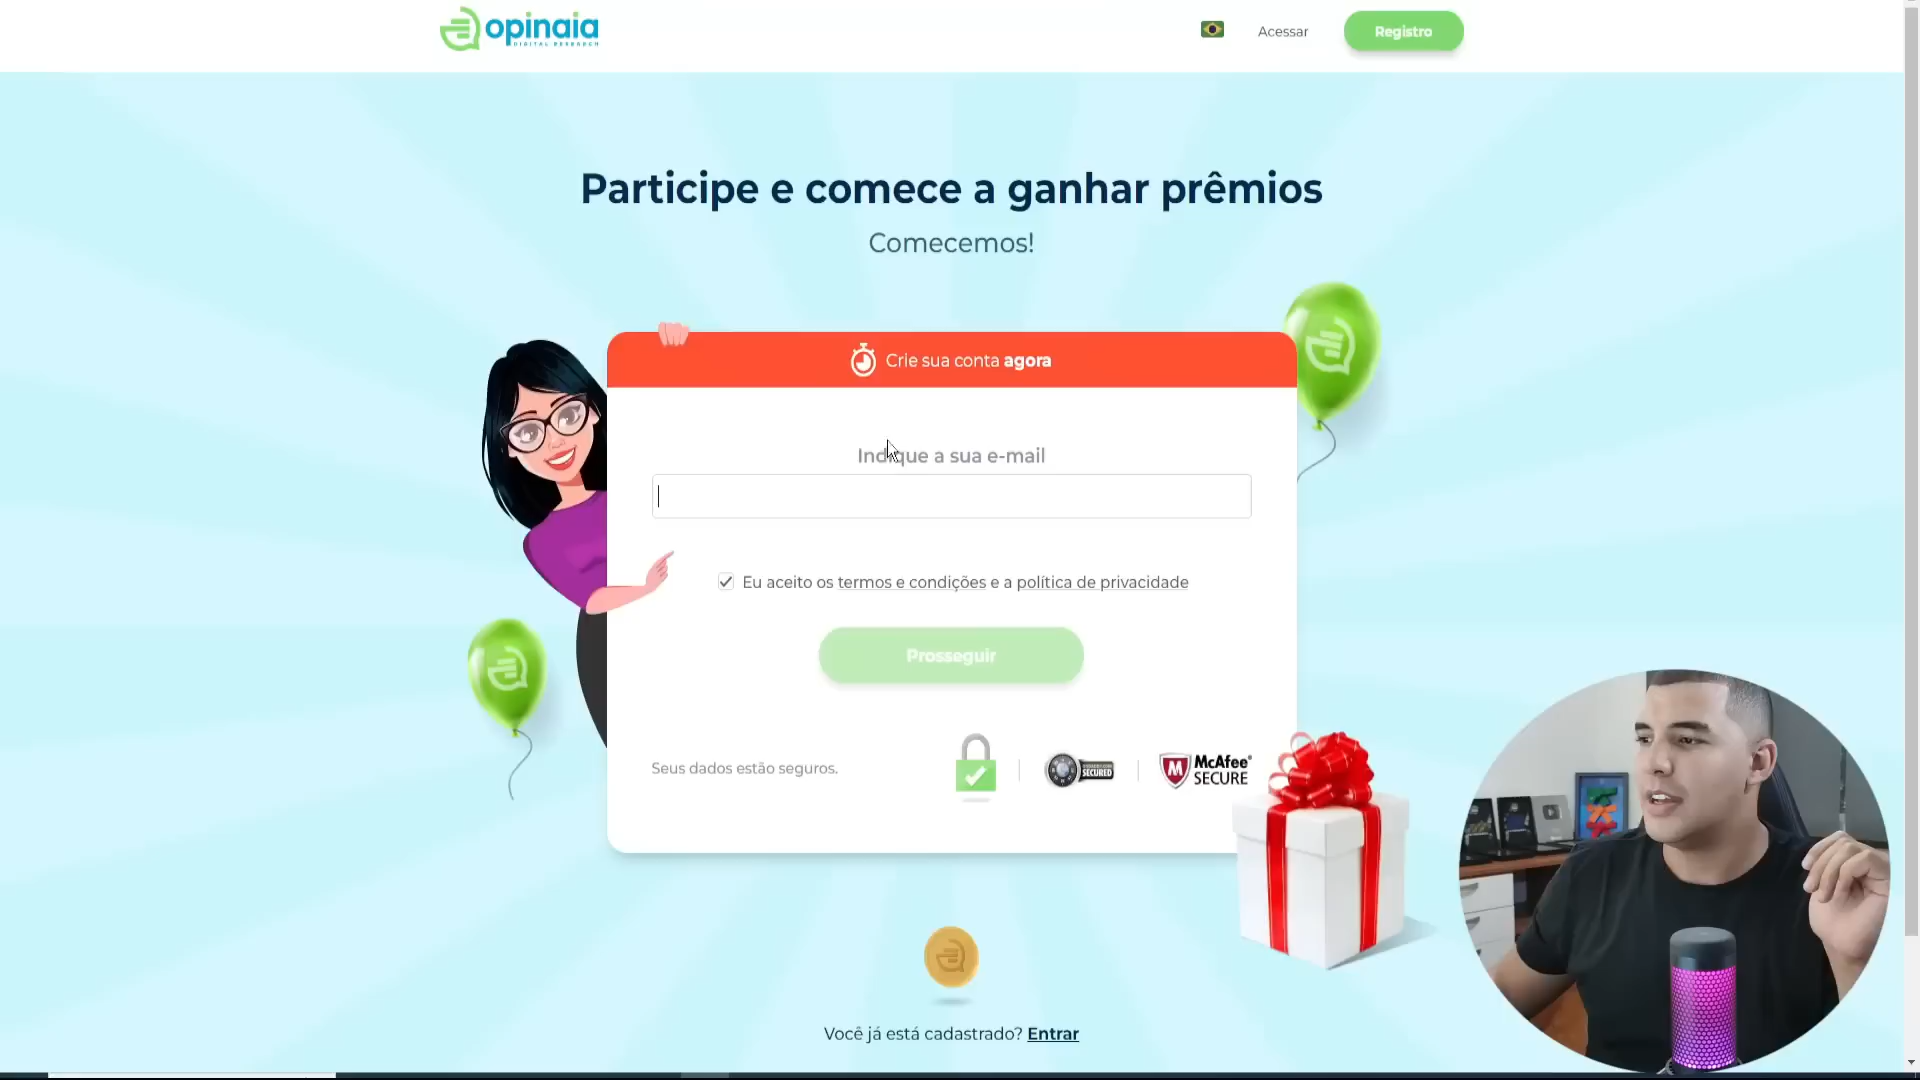 opinaia
DIGITAL RESEARCH
Acessar
Registro
Participe e comece a ganhar prêmios
Comecemos!
Crie sua conta agora
Indique a sua e-mail
Eu aceito os termos e condições e a política de privacidade
Prosseguir
Seus dados estão seguros.
SECURED
McAfee
SECURE
Você já está cadastrado? Entrar